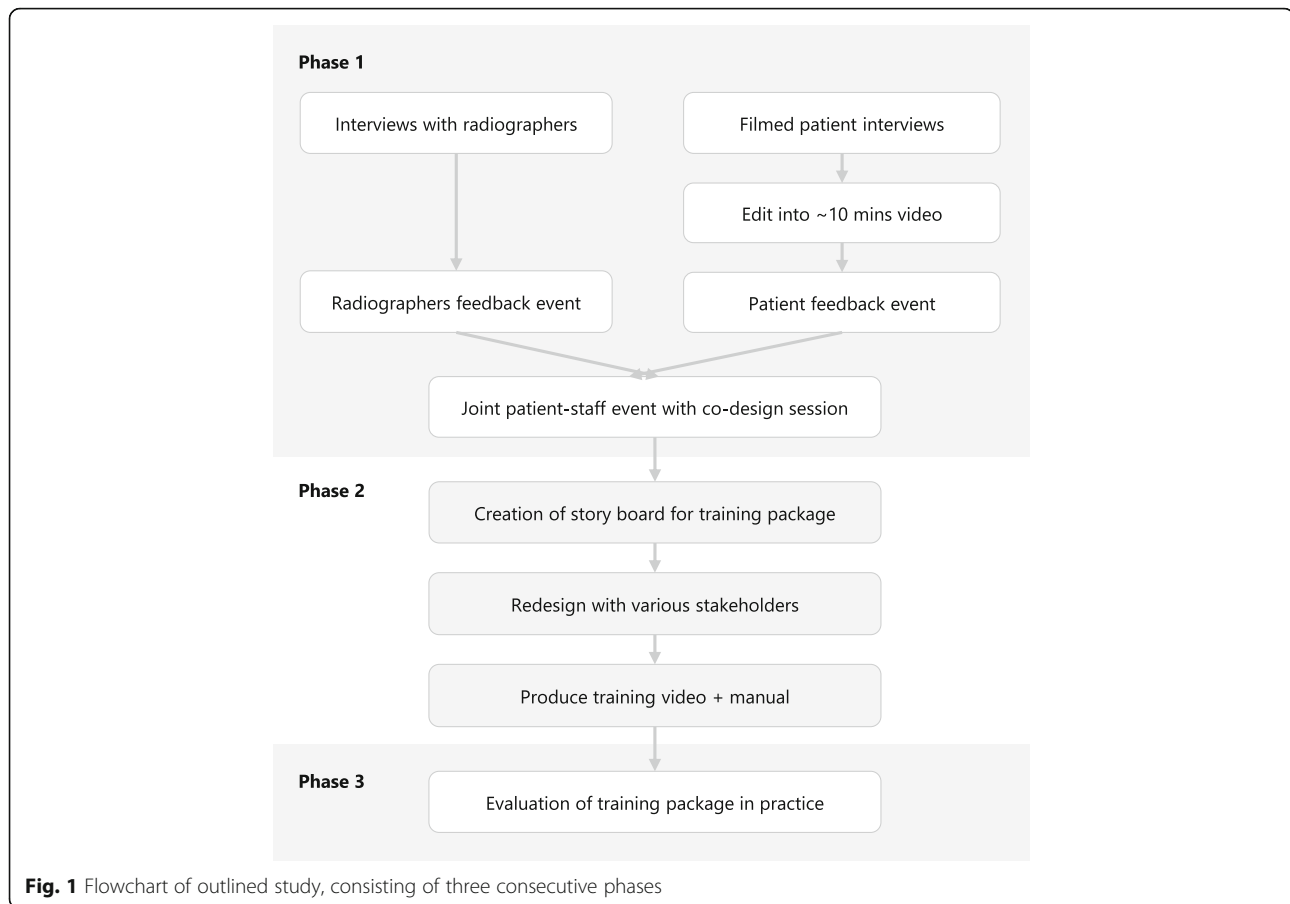 Phase 1
Interviews with radiographers
Filmed patient interviews
Edit into ~10 mins video
Radiographers feedback event
Patient feedback event
Joint patient-staff event with co-design session
Phase 2
Creation of story board for training package
Redesign with various stakeholders
Produce training video + manual
Phase 3
Evaluation of training package in practice
Fig. 1 Flowchart of outlined study, consisting of three consecutive phases